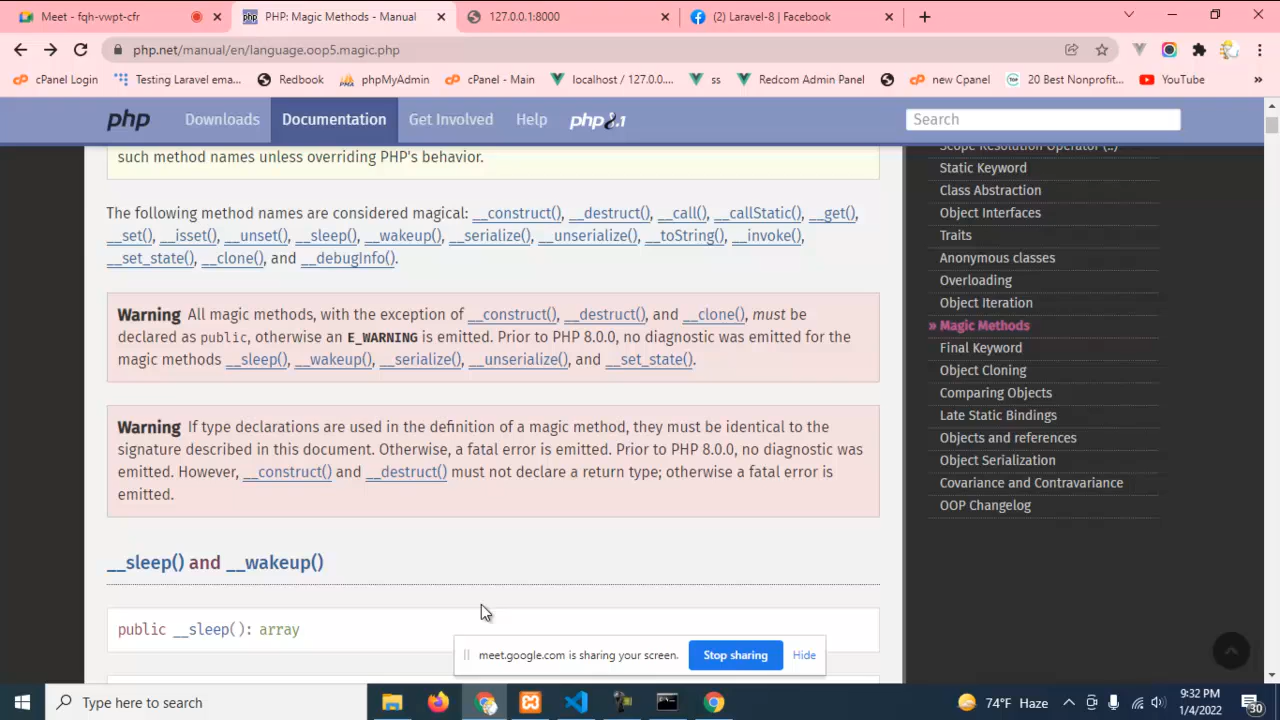 Meet - fqh-vwpt-cfr
PHP: Magic Methods - Manual
127.0.0.1:8000
(2) Laravel-8 | Facebook
php.net/manual/en/language.oop5.magic.php
cPanel Login
Testing Laravel ema...
Redbook
phpMyAdmin
cPanel - Main
localhost / 127.0.0....
ss
Redcom Admin Panel
new Cpanel
20 Best Nonprofit...
YouTube
»
php
Downloads
Documentation
Get Involved
Help
php 8.1
Search
such method names unless overriding PHP's behavior.
The following method names are considered magical: __construct(), __destruct(), __call(), __callStatic(), __get(),
__set(), __isset(), __unset(), __sleep(), __wakeup(), __serialize(), __unserialize(), __toString(), __invoke(),
__set_state(), __clone(), and __debugInfo().
Warning All magic methods, with the exception of __construct(), __destruct(), and __clone(), must be
declared as public, otherwise an E_WARNING is emitted. Prior to PHP 8.0.0, no diagnostic was emitted for the
magic methods __sleep(), __wakeup(), __serialize(), __unserialize(), and __set_state().
Warning If type declarations are used in the definition of a magic method, they must be identical to the
signature described in this document. Otherwise, a fatal error is emitted. Prior to PHP 8.0.0, no diagnostic was
emitted. However, __construct() and __destruct() must not declare a return type; otherwise a fatal error is
emitted.
__sleep() and __wakeup()
public __sleep(): array
Scope Resolution Operator (::)
Static Keyword
Class Abstraction
Object Interfaces
Traits
Anonymous classes
Overloading
Object Iteration
» Magic Methods
Final Keyword
Object Cloning
Comparing Objects
Late Static Bindings
Objects and references
Object Serialization
Covariance and Contravariance
OOP Changelog
meet.google.com is sharing your screen.
Stop sharing
Hide
Type here to search
74°F Haze
9:32 PM
1/4/2022
30